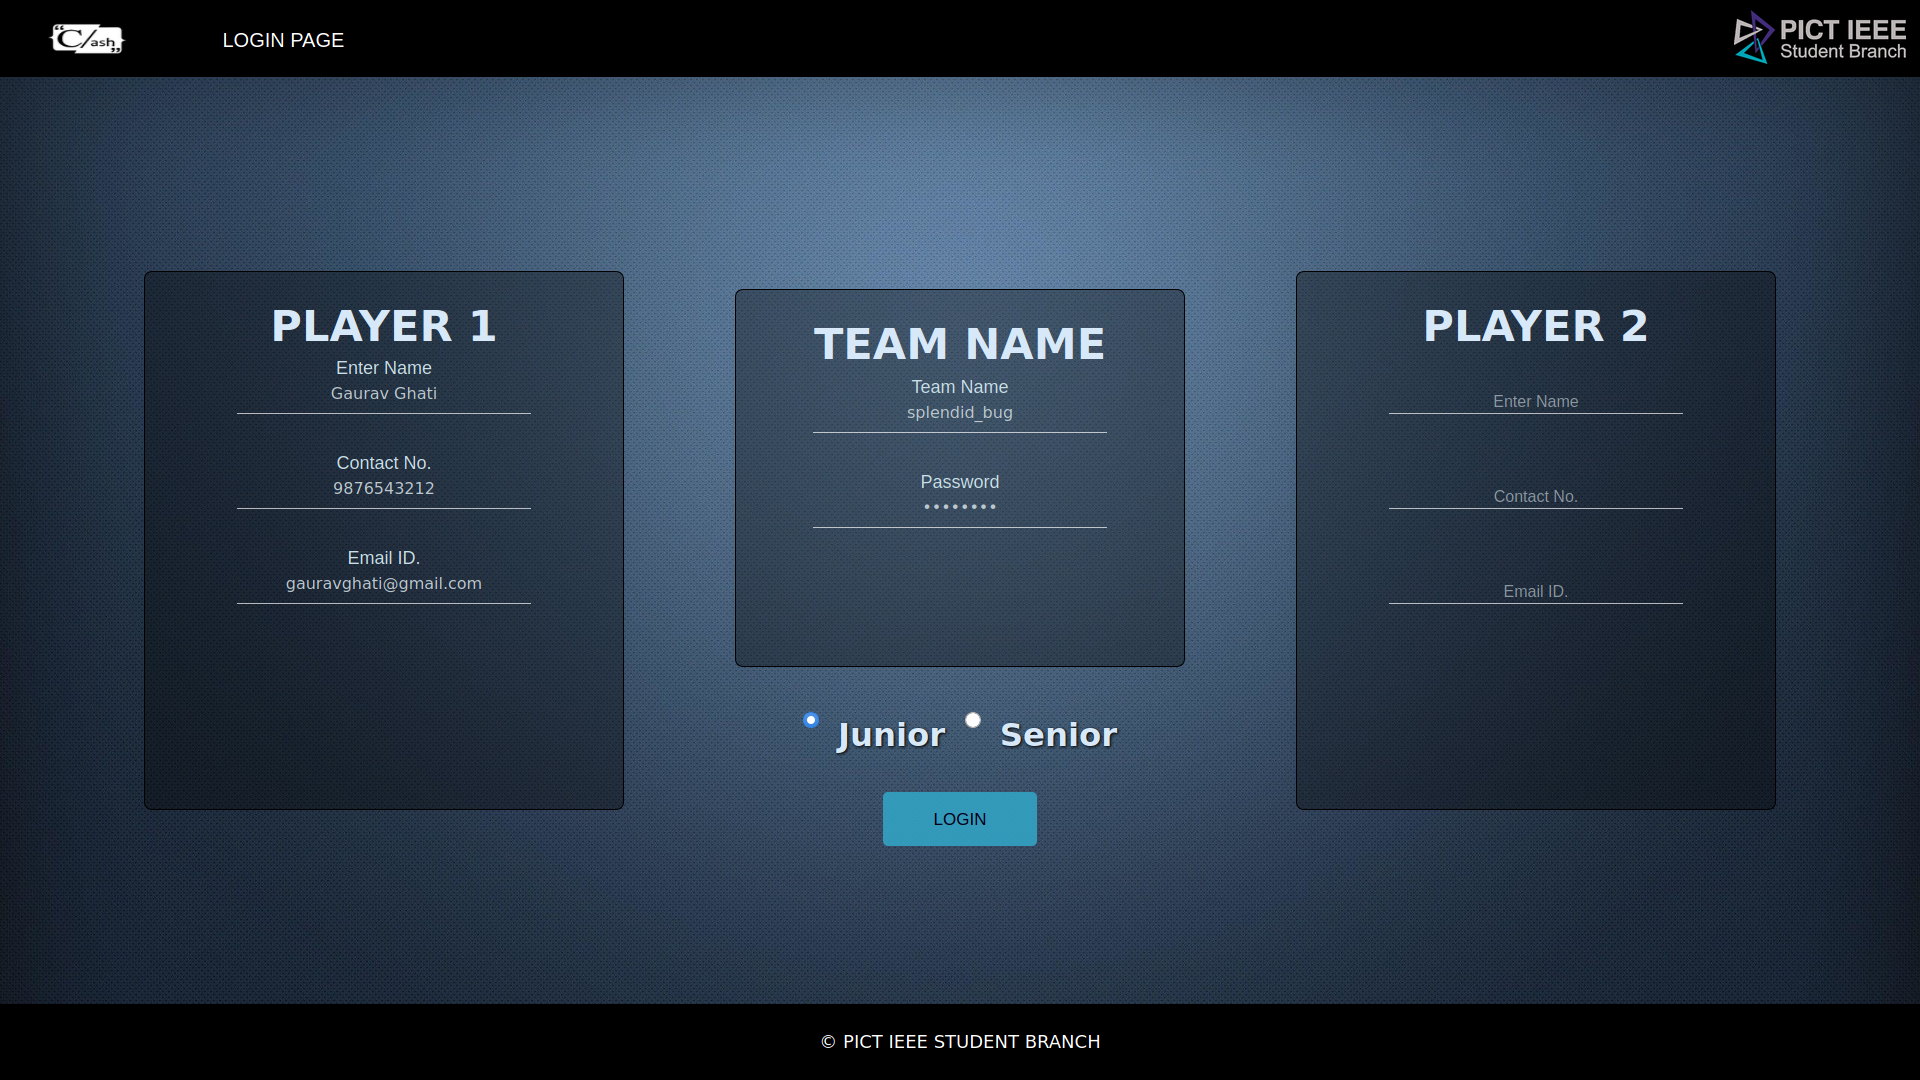 "C/ash"
LOGIN PAGE
PICT IEEE
Student Branch
PLAYER 1
Enter Name
Gaurav Ghati
Contact No.
9876543212
Email ID.
gauravghati@gmail.com
TEAM NAME
Team Name
splendid_bug
Password
••••••••
Junior
Senior
LOGIN
PLAYER 2
Enter Name
Contact No.
Email ID.
© PICT IEEE STUDENT BRANCH